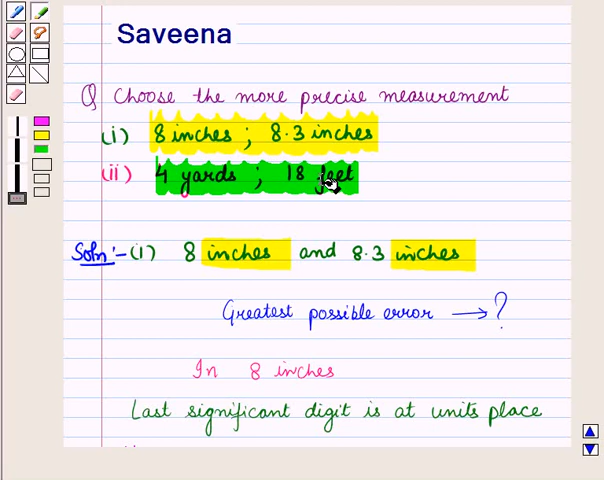 Saveena
Q Choose the more precise measurement
(i) 8 inches ; 8.3 inches
(ii) 4 yards ; 18 feet
Soln:- (i) 8 inches and 8.3 inches
Greatest possible error → ?
In 8 inches
Last significant digit is at units place